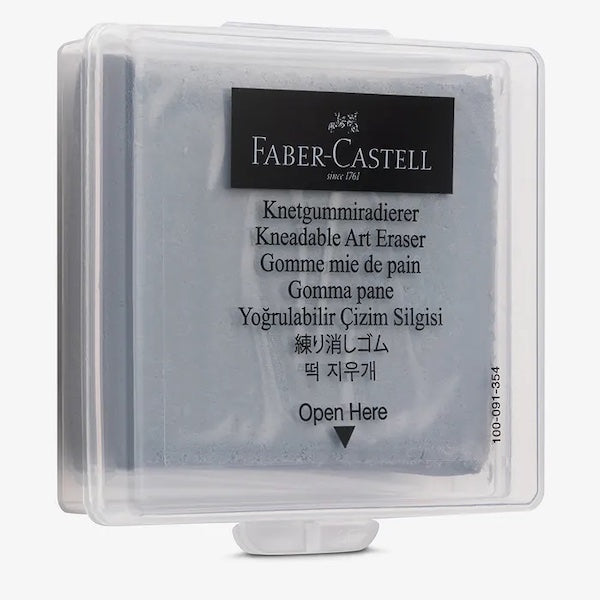 FABER-CASTELL
since 1761
Knetgummiradierer
Kneadable Art Eraser
Gomme mie de pain
Gomma pane
Yoğrulabilir Çizim Silgisi
練り消しゴム
떡 지우개
Open Here
100-091-354